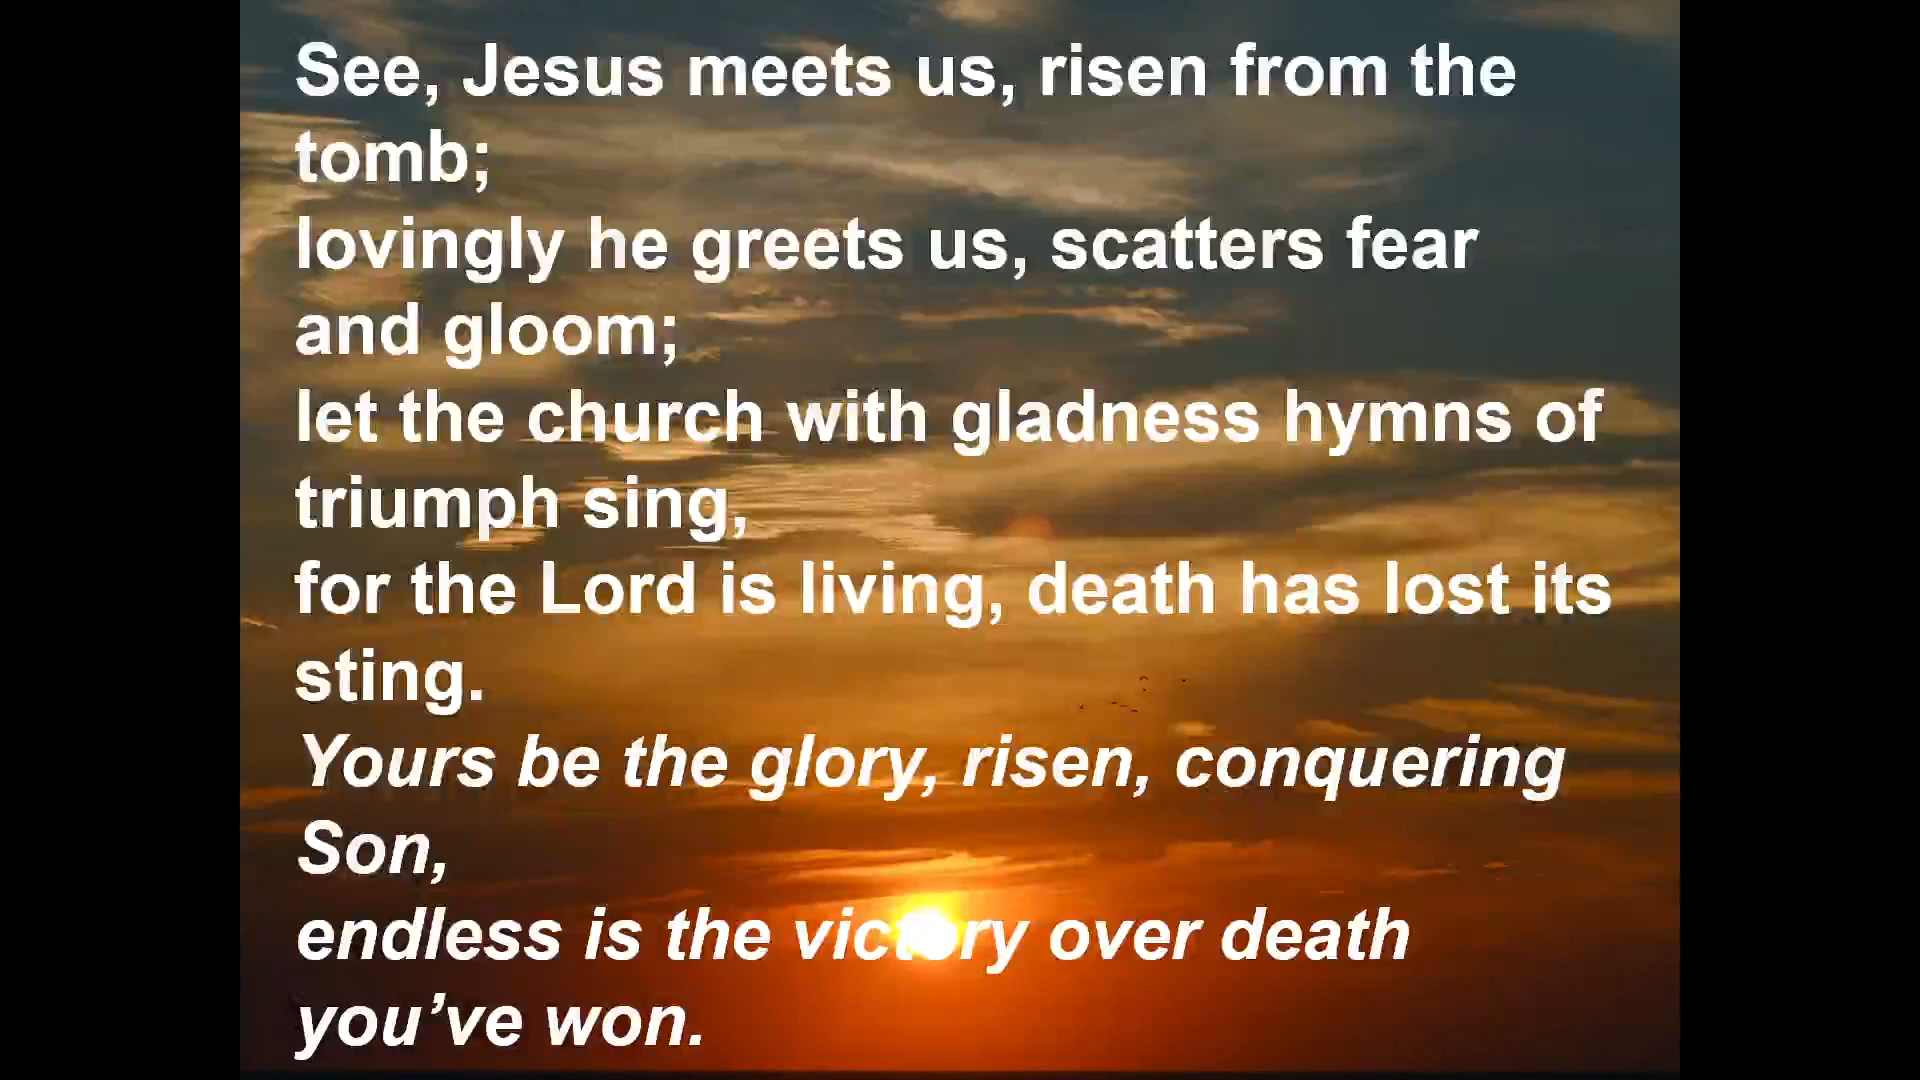 See, Jesus meets us, risen from the
tomb;
lovingly he greets us, scatters fear
and gloom;
let the church with gladness hymns of
triumph sing,
for the Lord is living, death has lost its
sting.
Yours be the glory, risen, conquering
Son,
endless is the victory over death
you’ve won.